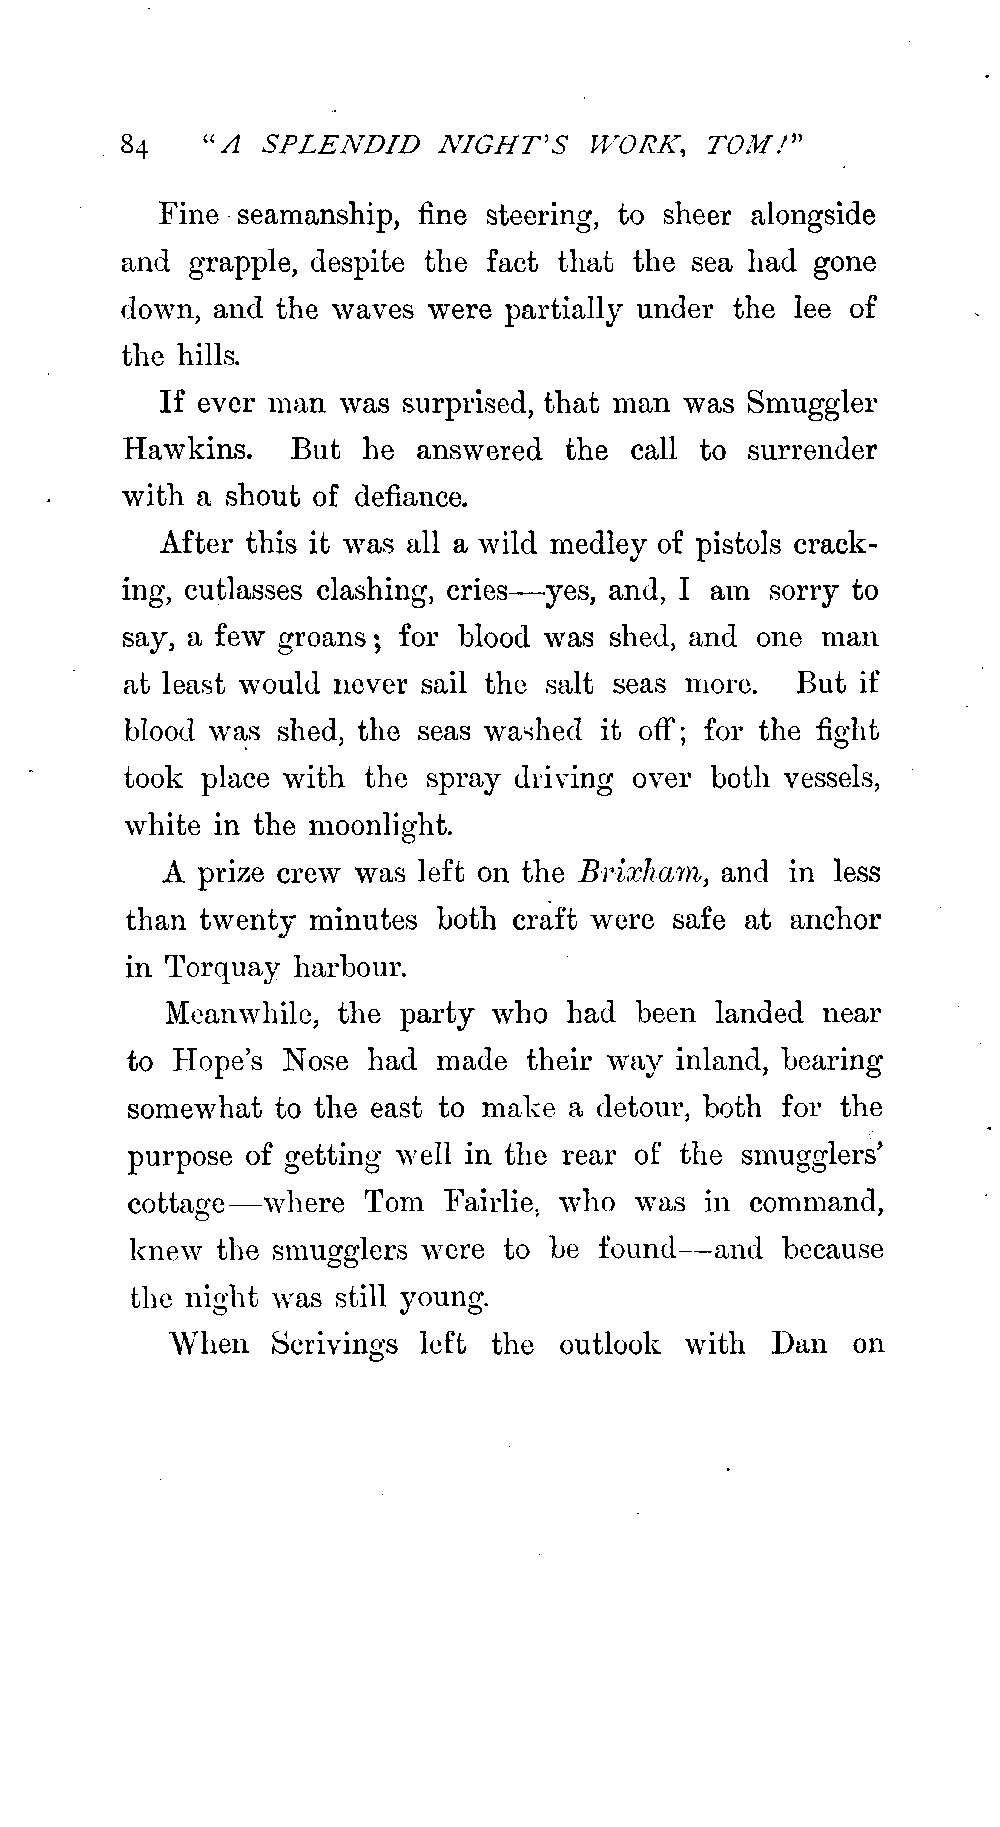 84 "A SPLENDID NIGHT'S WORK, TOM!"
Fine seamanship, fine steering, to sheer alongside
and grapple, despite the fact that the sea had gone
down, and the waves were partially under the lee of
the hills.
If ever man was surprised, that man was Smuggler
Hawkins. But he answered the call to surrender
with a shout of defiance.
After this it was all a wild medley of pistols crack-
ing, cutlasses clashing, cries—yes, and, I am sorry to
say, a few groans; for blood was shed, and one man
at least would never sail the salt seas more. But if
blood was shed, the seas washed it off; for the fight
took place with the spray driving over both vessels,
white in the moonlight.
A prize crew was left on the Brixham, and in less
than twenty minutes both craft were safe at anchor
in Torquay harbour.
Meanwhile, the party who had been landed near
to Hope's Nose had made their way inland, bearing
somewhat to the east to make a detour, both for the
purpose of getting well in the rear of the smugglers'
cottage—where Tom Fairlie, who was in command,
knew the smugglers were to be found—and because
the night was still young.
When Scrivings left the outlook with Dan on